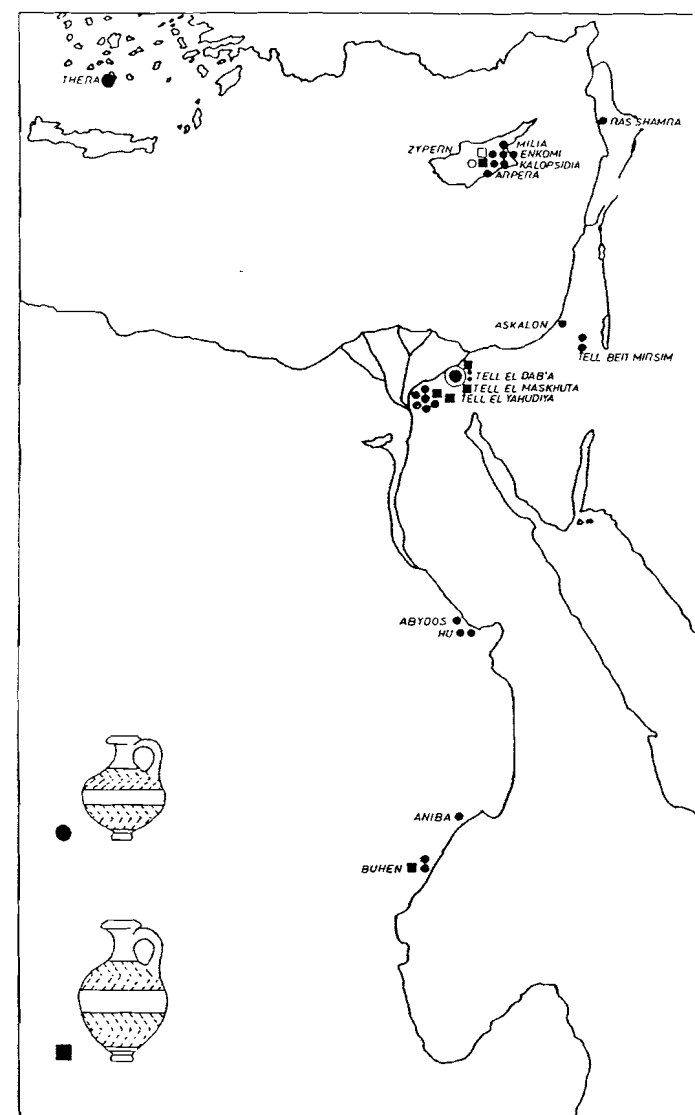 THERA
RAS SHAMRA
ZYPERN
MILIA
ENKOMI
KALOPSIDIA
ARPERA
ASKALON
TELL BEIT MIRSIM
TELL EL DAB'A
TELL EL MASKHUTA
TELL EL YAHUDIYA
ABYDOS
HU
ANIBA
BUHEN